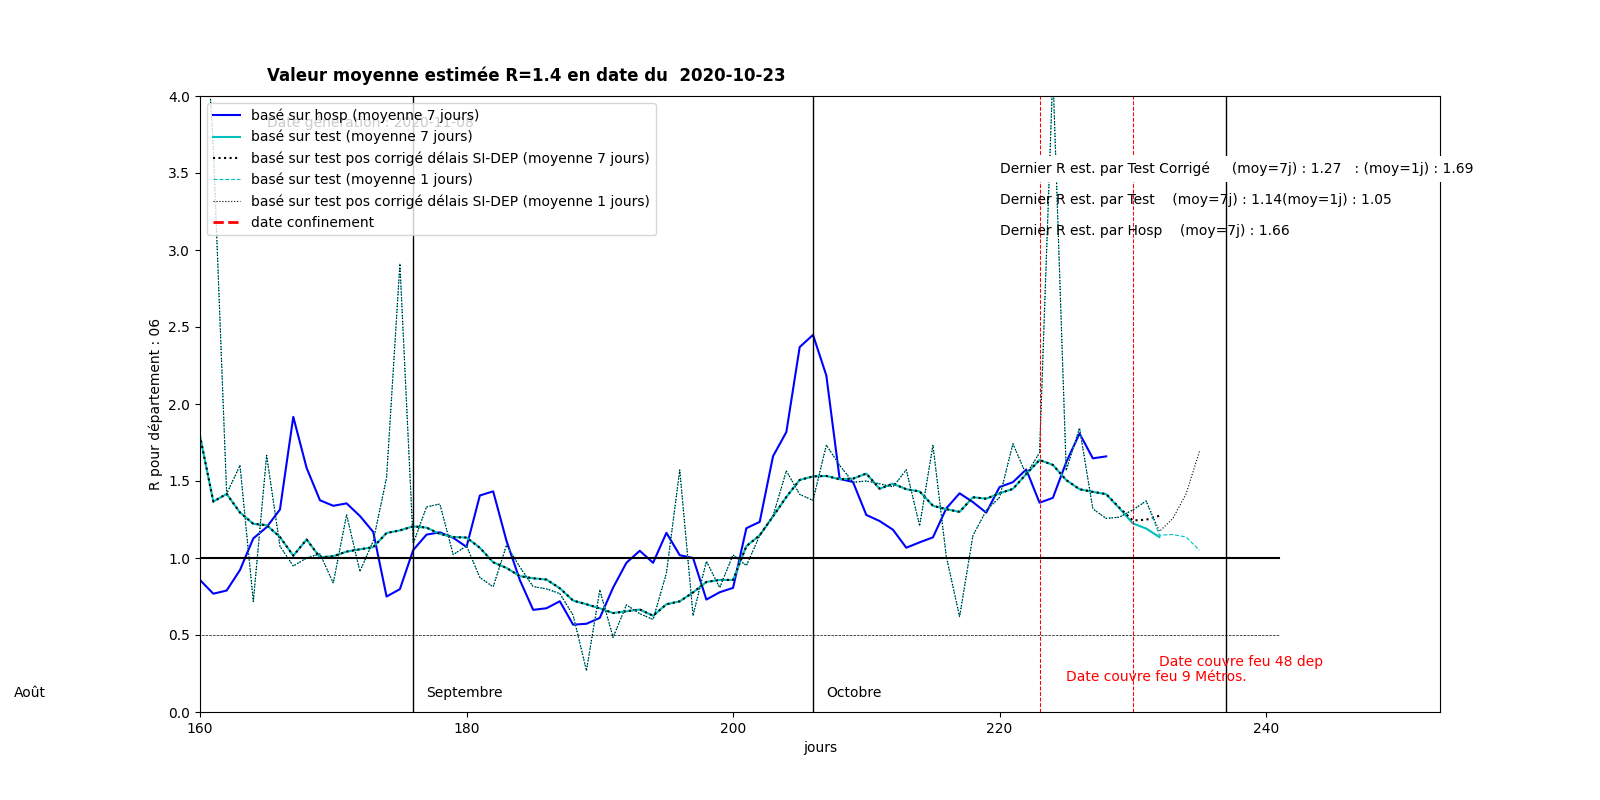 Valeur moyenne estimée R=1.4 en date du  2020-10-23
4.0
3.5
3.0
2.5
2.0
1.5
1.0
0.5
0.0
R pour département : 06
basé sur hosp (moyenne 7 jours)
basé sur test (moyenne 7 jours)
basé sur test pos corrigé délais SI-DEP (moyenne 7 jours)
basé sur test (moyenne 1 jours)
basé sur test pos corrigé délais SI-DEP (moyenne 1 jours)
date confinement
Date génération : 2020-11-08
Dernier R est. par Test Corrigé     (moy=7j) : 1.27   : (moy=1j) : 1.69
Dernier R est. par Test    (moy=7j) : 1.14(moy=1j) : 1.05
Dernier R est. par Hosp    (moy=7j) : 1.66
Date couvre feu 48 dep
Date couvre feu 9 Métros.
Août
Septembre
Octobre
160
180
200
220
240
jours